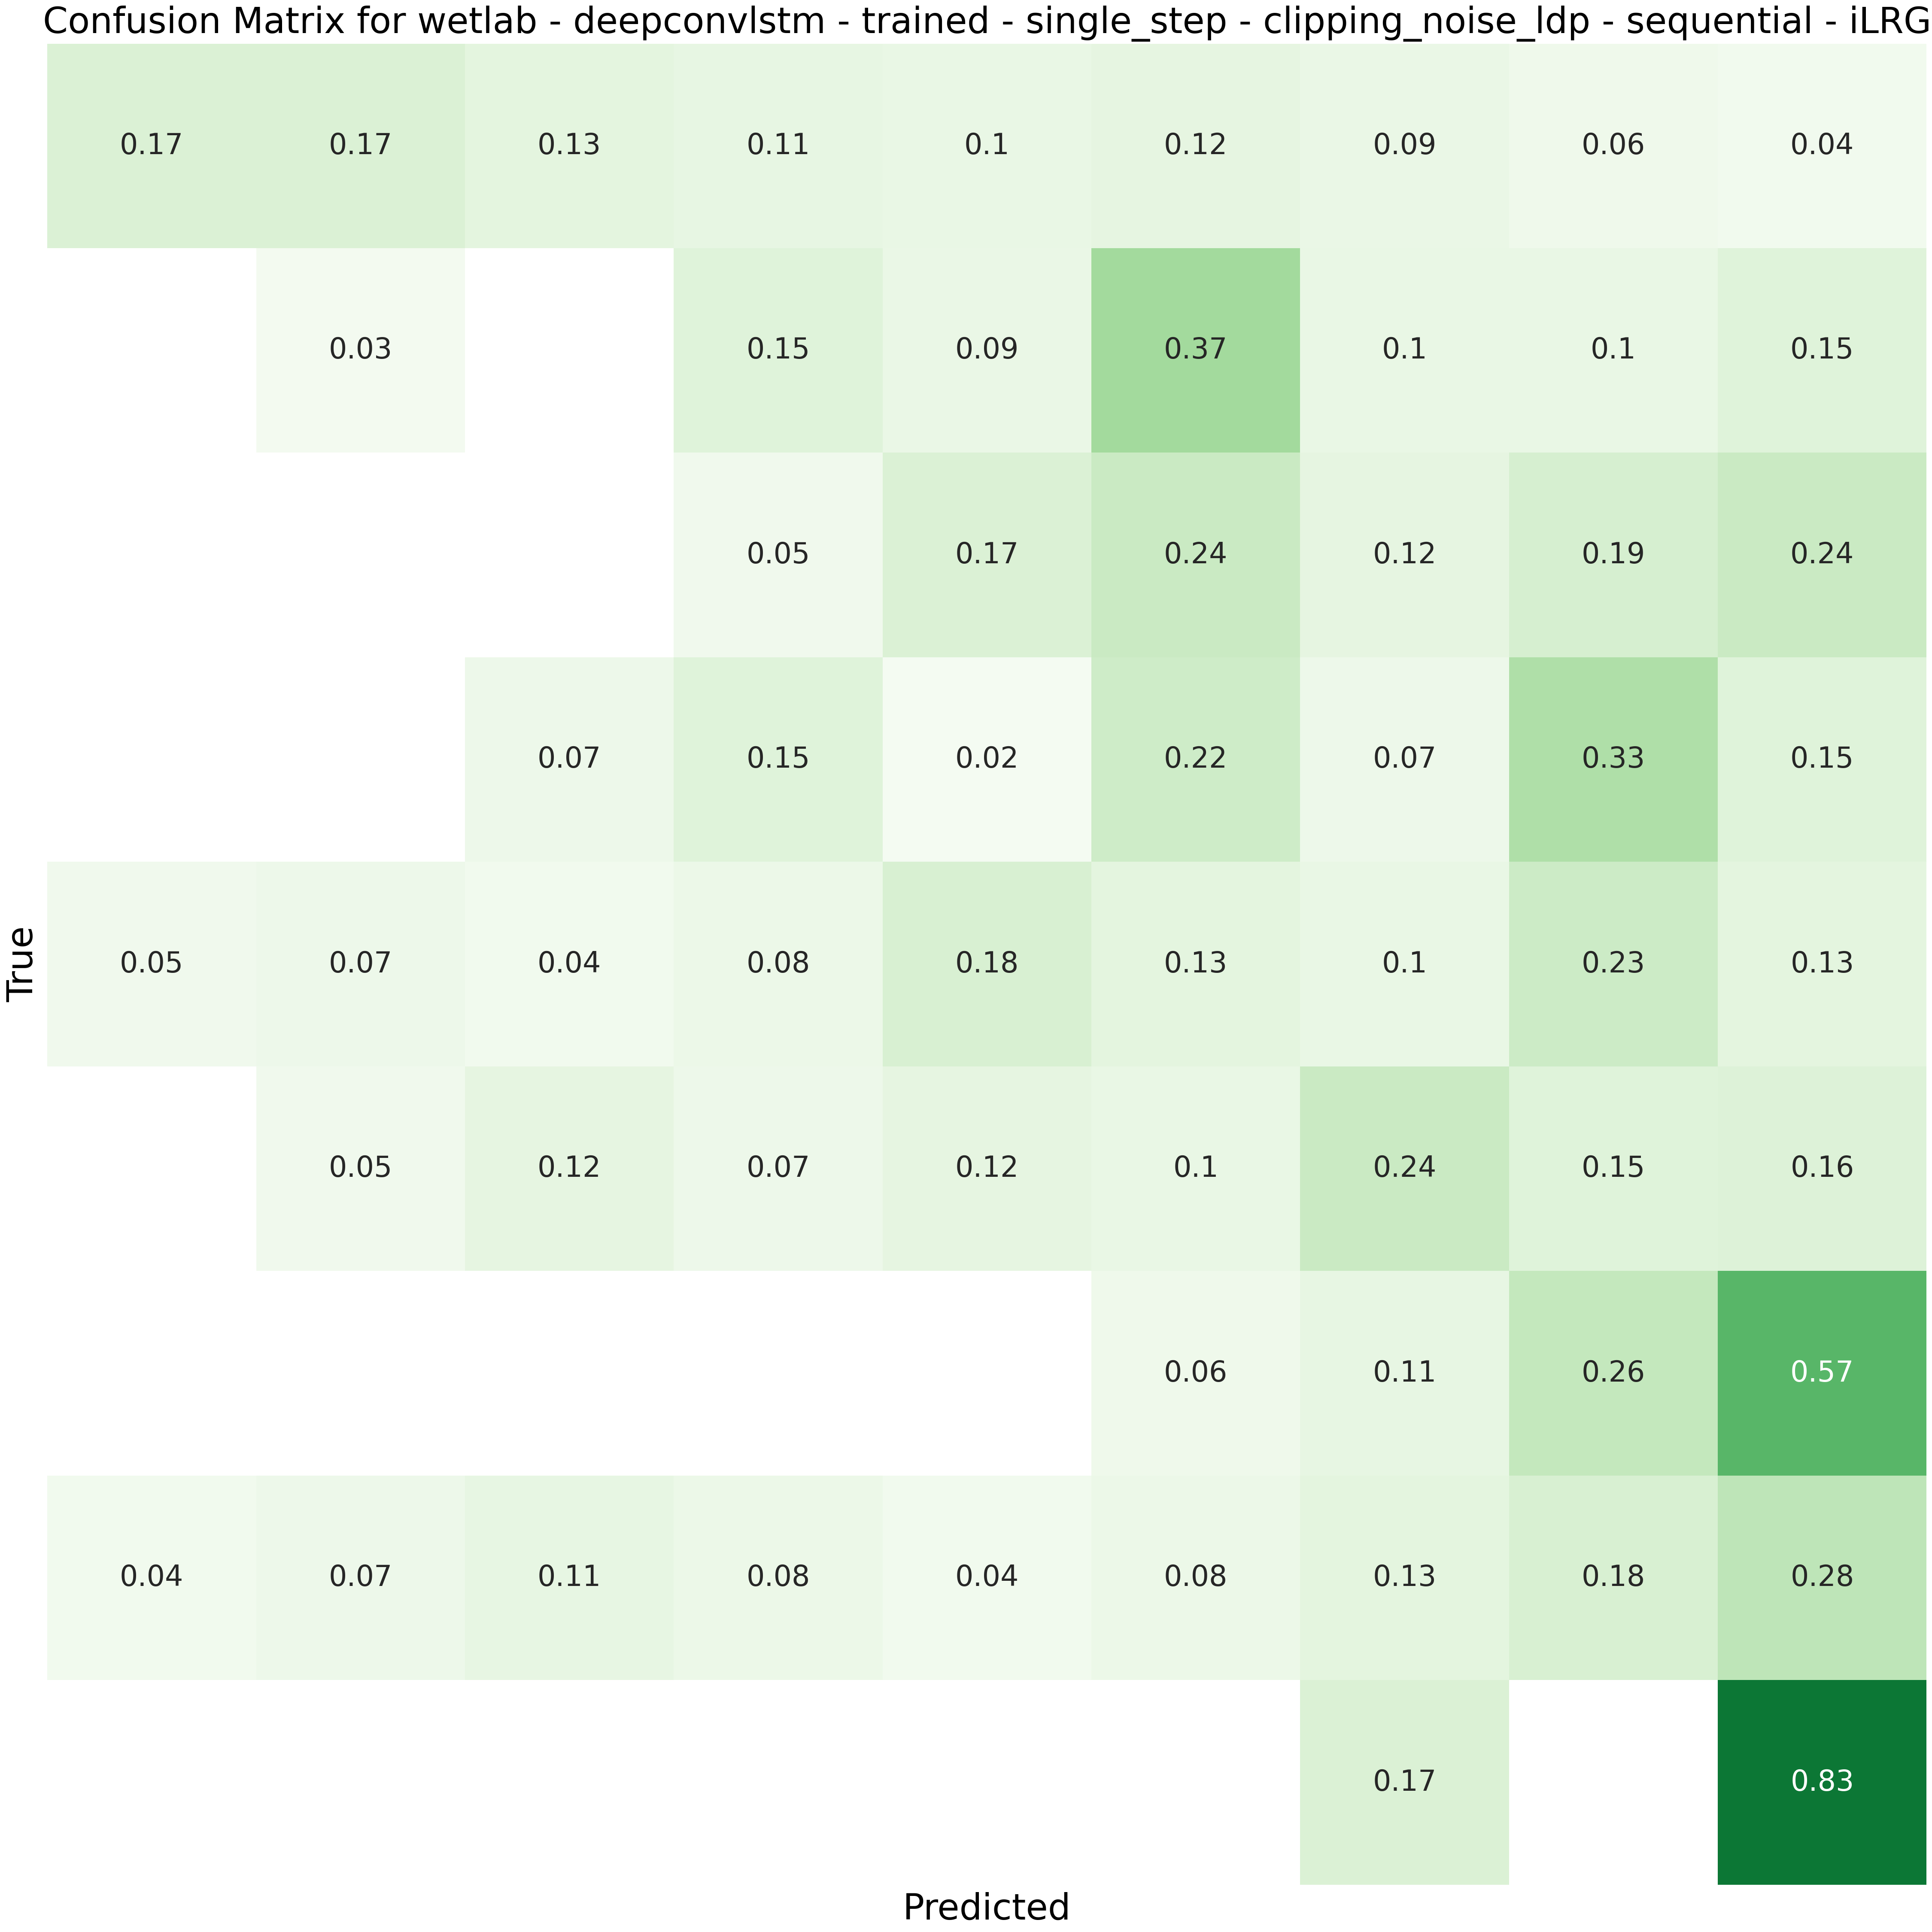 Confusion Matrix for wetlab - deepconvlstm - trained - single_step - clipping_noise_ldp - sequential - iLRG
0.17 0.17 0.13 0.11 0.1 0.12 0.09 0.06 0.04
0.03 0.15 0.09 0.37 0.1 0.1 0.15
0.05 0.17 0.24 0.12 0.19 0.24
0.07 0.15 0.02 0.22 0.07 0.33 0.15
True
0.05 0.07 0.04 0.08 0.18 0.13 0.1 0.23 0.13
0.05 0.12 0.07 0.12 0.1 0.24 0.15 0.16
0.06 0.11 0.26 0.57
0.04 0.07 0.11 0.08 0.04 0.08 0.13 0.18 0.28
0.17 0.83
Predicted